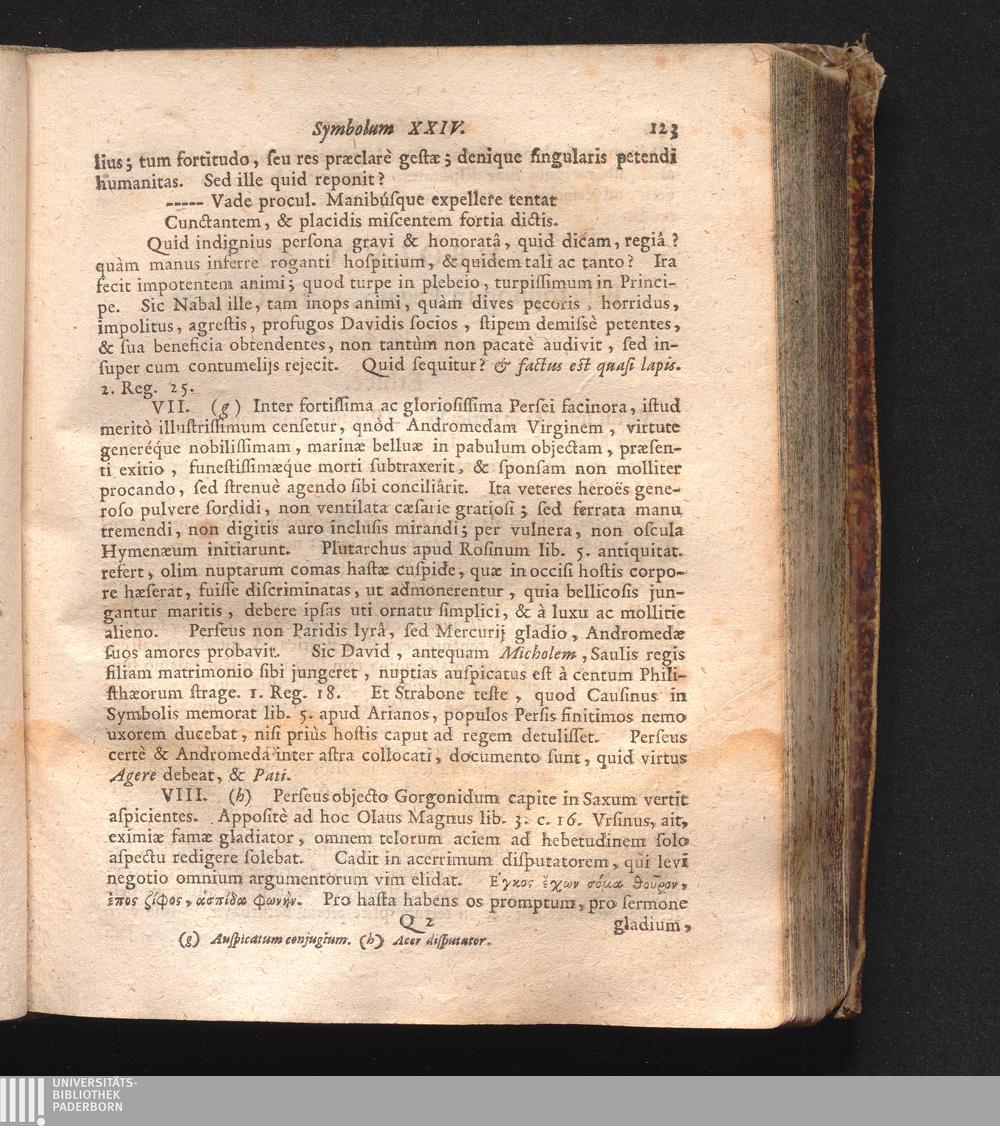 Symbolum XXIV. 123
lius; tum fortitudo, ſeu res præclarè geſtæ; denique ſingularis petendi
humanitas. Sed ille quid reponit?
----- Vade procul. Manibúſque expellere tentat
Cunctantem, & placidis miſcentem fortia dictis.
Quid indignius perſona gravi & honoratâ, quid dicam, regiâ?
quàm manus inferre roganti hoſpitium, & quidem tali ac tanto? Ira
fecit impotentem animi; quod turpe in plebeio, turpiſſimum in Princi-
pe. Sic Nabal ille, tam inops animi, quàm dives pecoris, horridus,
impolitus, agreſtis, profugos Davidis ſocios, ſtipem demiſsè petentes,
& ſua beneficia obtendentes, non tantùm non pacatè audivit, ſed in-
ſuper cum contumelijs rejecit. Quid ſequitur? & factus eſt quaſi lapis.
2. Reg. 25.
VII. (g) Inter fortiſſima ac glorioſiſſima Perſei facinora, iſtud
meritò illuſtriſſimum cenſetur, qnòd Andromedam Virginem, virtute
generéque nobiliſſimam, marinæ belluæ in pabulum objectam, præſen-
ti exitio, funeſtiſſimæque morti ſubtraxerit, & ſponſam non molliter
procando, ſed ſtrenuè agendo ſibi conciliârit. Ita veteres heroës gene-
roſo pulvere ſordidi, non ventilata cæſarie gratioſi; ſed ferrata manu
tremendi, non digitis auro incluſis mirandi; per vulnera, non oſcula
Hymenæum initiarunt. Plutarchus apud Roſinum lib. 5. antiquitat.
refert, olim nuptarum comas haſtæ cuſpide, quæ in occiſi hoſtis corpo-
re hæſerat, fuiſſe diſcriminatas, ut admonerentur, quia bellicoſis jun-
gantur maritis, debere ipſas uti ornatu ſimplici, & à luxu ac mollitie
alieno. Perſeus non Paridis lyrâ, ſed Mercurij gladio, Andromedæ
ſuos amores probavit. Sic David, antequam Micholem, Saulis regis
filiam matrimonio ſibi jungeret, nuptias auſpicatus eſt à centum Phili-
ſthæorum ſtrage. 1. Reg. 18. Et Strabone teſte, quod Cauſinus in
Symbolis memorat lib. 5. apud Arianos, populos Perſis finitimos nemo
uxorem ducebat, niſi priùs hoſtis caput ad regem detuliſſet. Perſeus
certè & Andromeda inter aſtra collocati, documento ſunt, quid virtus
Agere debeat, & Pati.
VIII. (h) Perſeus objecto Gorgonidum capite in Saxum vertit
aſpicientes. Appoſitè ad hoc Olaus Magnus lib. 3. c. 16. Vrſinus, ait,
eximiæ famæ gladiator, omnem telorum aciem ad hebetudinem ſolo
aſpectu redigere ſolebat. Cadit in acerrimum diſputatorem, qui levi
negotio omnium argumentorum vim elidat. Ε᾽́γκος ἔχων σόμα θοῦρον,
ἔπος ζίφος, ἀσπίδα φωνὴν. Pro haſta habens os promptum, pro ſermone
Q 2 gladium,
(g) Auſpicatum conjugium. (h) Acer diſputator.
UNIVERSITÄTS-
BIBLIOTHEK
PADERBORN